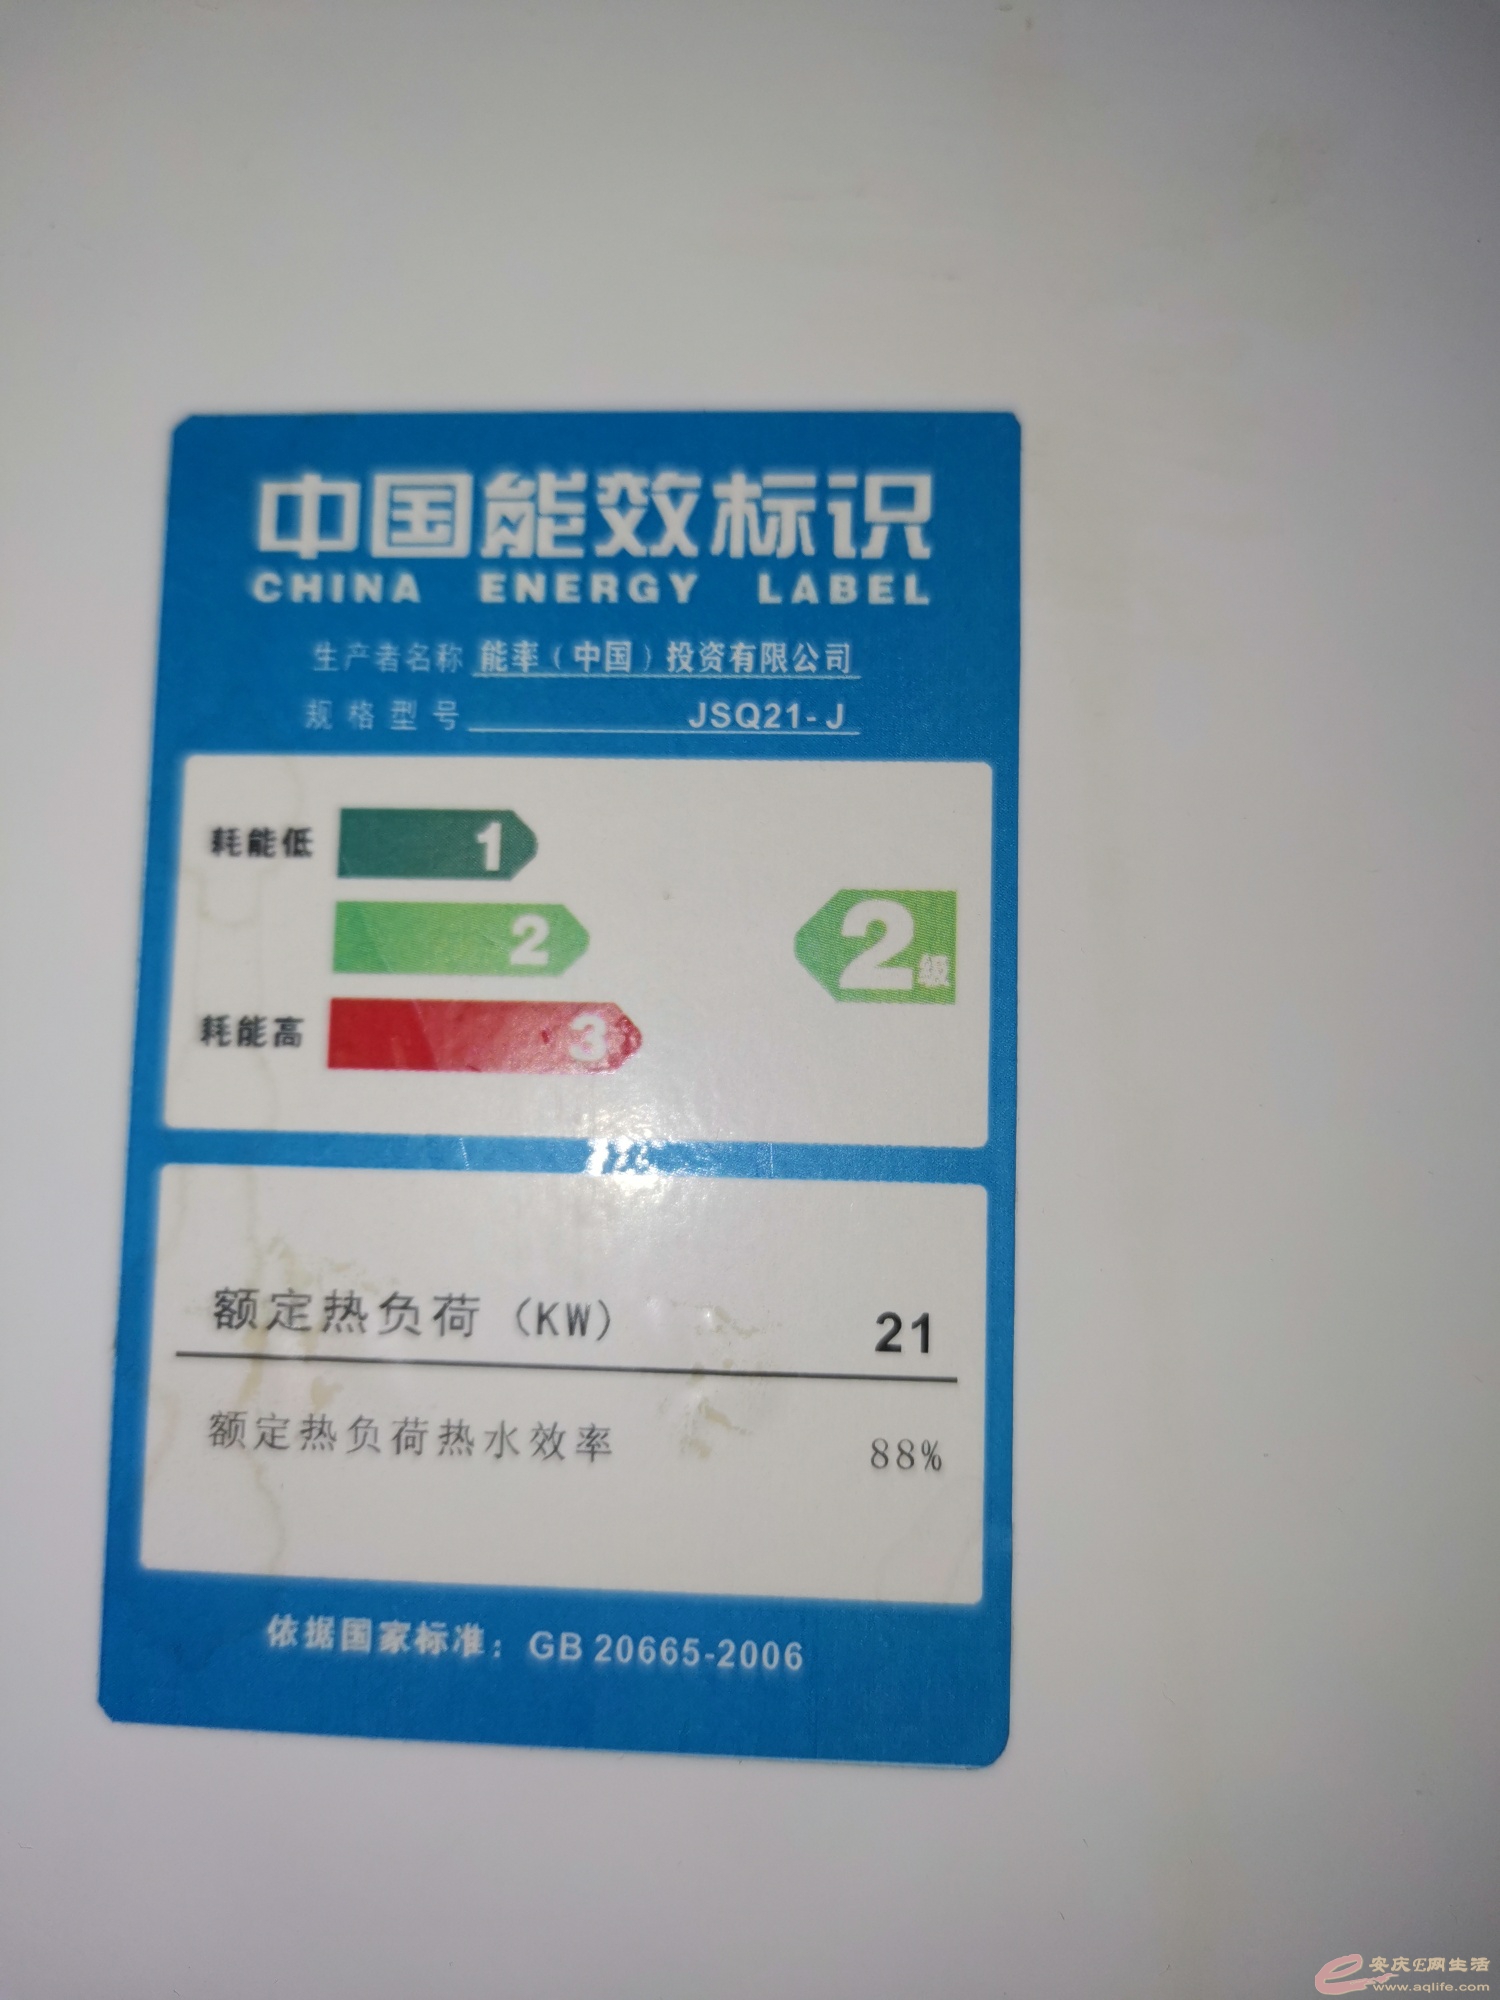 中国能效标识
CHINA ENERGY LABEL
生产者名称 能率（中国）投资有限公司
规格型号 JSQ21-J
耗能低 1
2
2级
耗能高 3
额定热负荷（KW） 21
额定热负荷热水效率 88%
依据国家标准：GB 20665-2006
安庆E网生活
www.aqlife.com